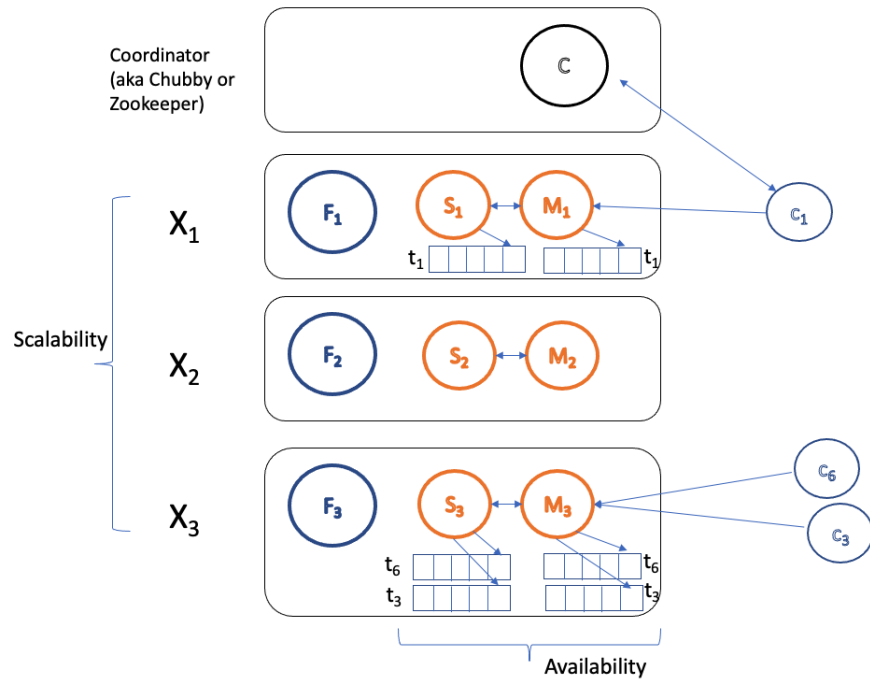 Coordinator
(aka Chubby or
Zookeeper)
C
X₁
F₁
S₁
M₁
c₁
t₁
t₁
Scalability
X₂
F₂
S₂
M₂
X₃
F₃
S₃
M₃
c₆
c₃
t₆
t₆
t₃
t₃
Availability